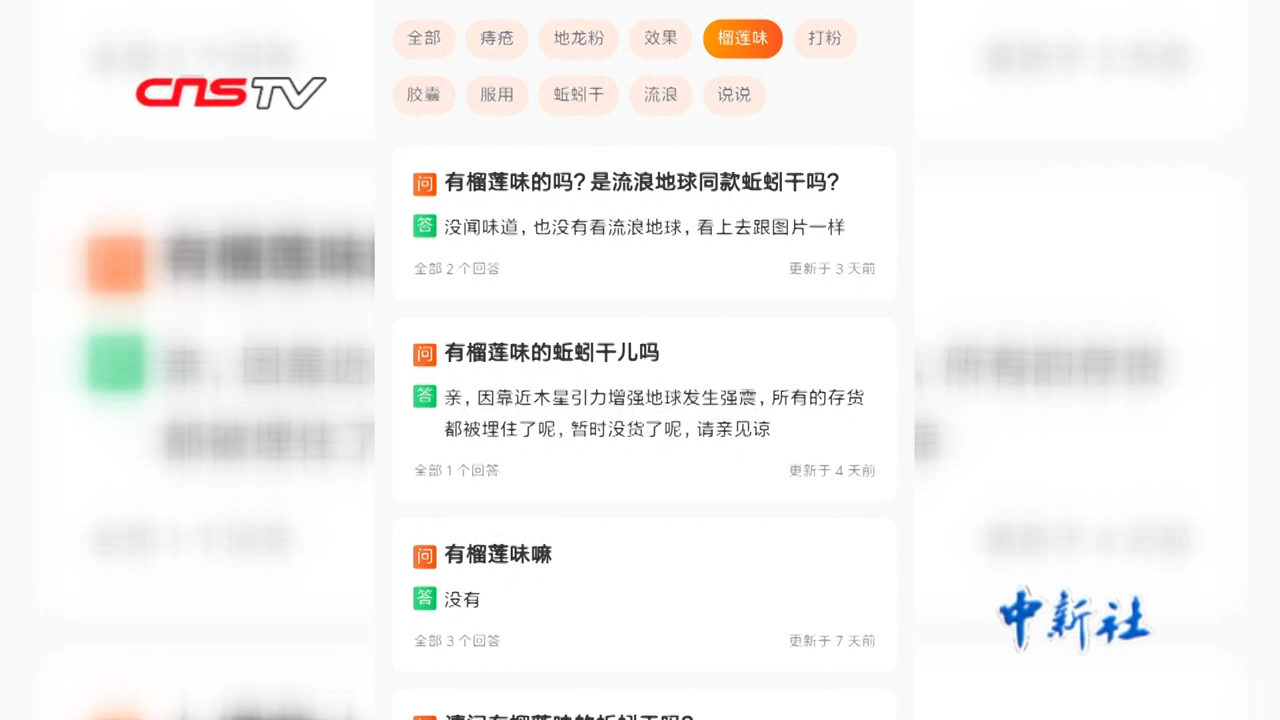 全部 痔疮 地龙粉 效果 榴莲味 打粉
CNSTV
胶囊 服用 蚯蚓干 流浪 说说
问 有榴莲味的吗?是流浪地球同款蚯蚓干吗?
答 没闻味道,也没有看流浪地球,看上去跟图片一样
全部 2 个回答 更新于 3 天前
问 有榴莲味的蚯蚓干儿吗
答 亲,因靠近木星引力增强地球发生强震,所有的存货
都被埋住了呢,暂时没货了呢,请亲见谅
全部 1 个回答 更新于 4 天前
问 有榴莲味嘛
答 没有
中新社
全部 3 个回答 更新于 7 天前